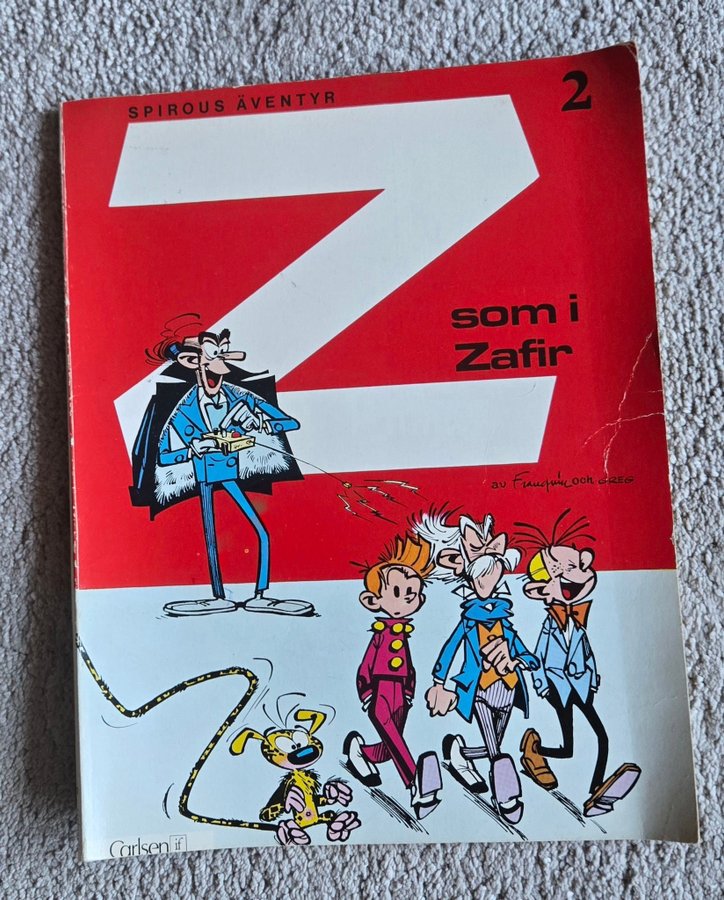 SPIROUS ÄVENTYR
2
Z
som i
Zafir
av Franquin och GREG
Carlsen if